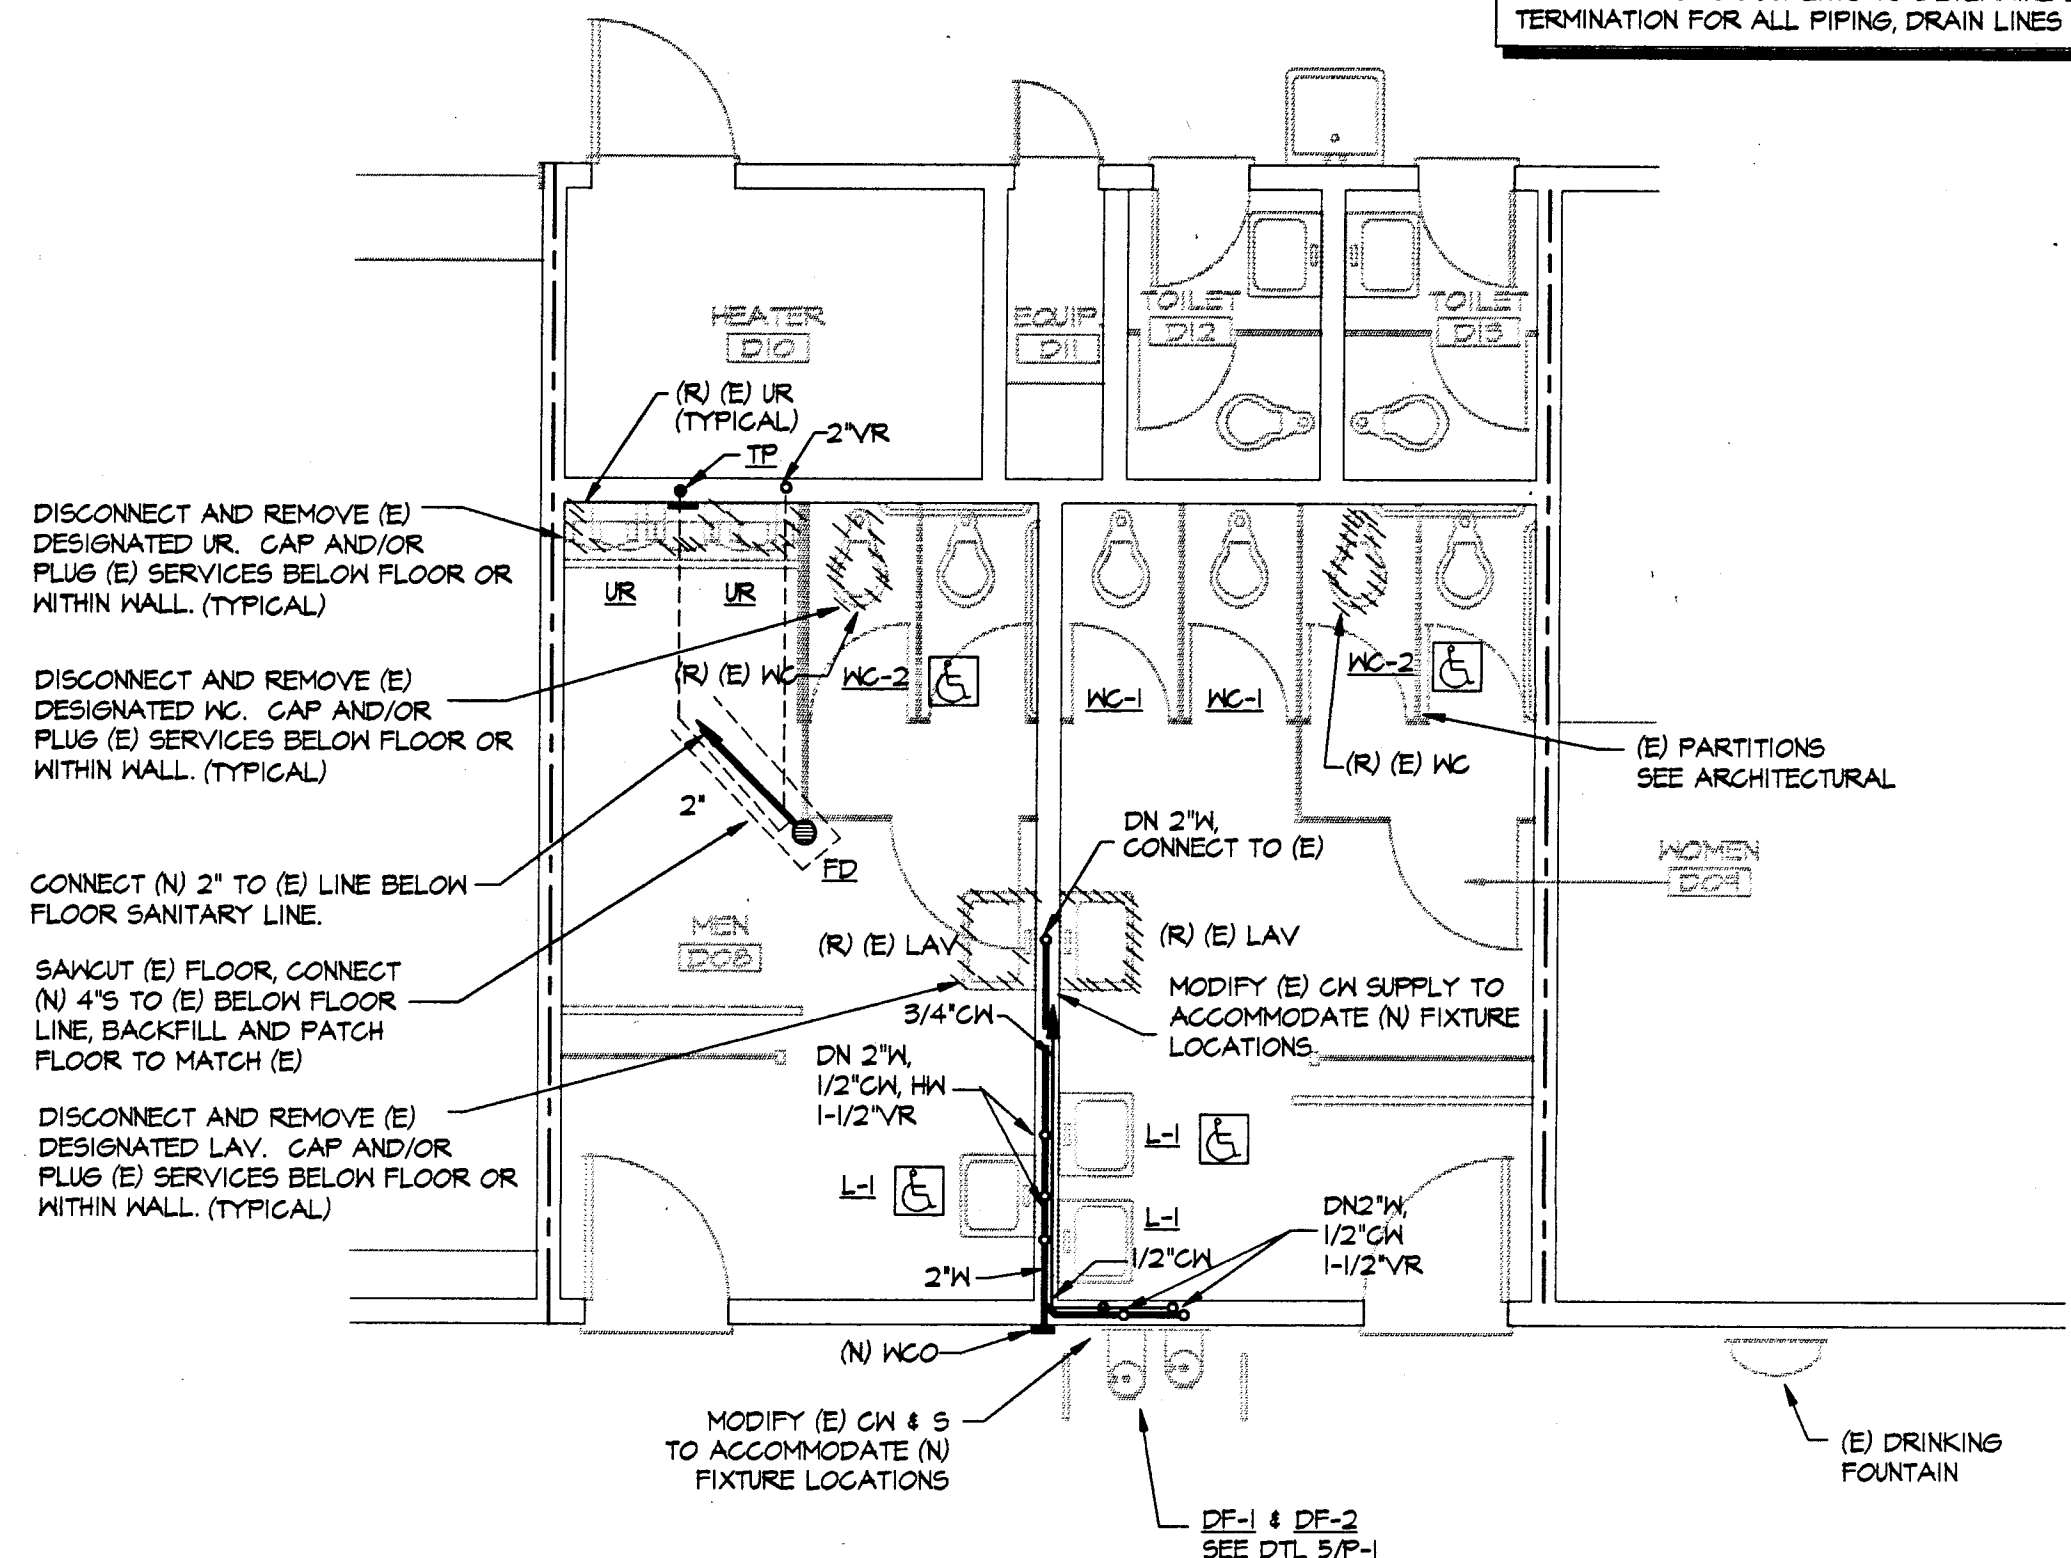 TERMINATION FOR ALL PIPING, DRAIN LINES
HEATER
D10
EQUIP.
D11
TOILET
D12
TOILET
D13
(R) (E) UR
(TYPICAL)
TP
2"VR
DISCONNECT AND REMOVE (E)
DESIGNATED UR. CAP AND/OR
PLUG (E) SERVICES BELOW FLOOR OR
WITHIN WALL. (TYPICAL)
UR
UR
DISCONNECT AND REMOVE (E)
DESIGNATED WC. CAP AND/OR
PLUG (E) SERVICES BELOW FLOOR OR
WITHIN WALL. (TYPICAL)
(R) (E) WC
WC-2
WC-1
WC-1
WC-2
(R) (E) WC
(E) PARTITIONS
SEE ARCHITECTURAL
2"
FD
DN 2"W,
CONNECT TO (E)
WOMEN
D09
CONNECT (N) 2" TO (E) LINE BELOW
FLOOR SANITARY LINE.
MEN
D08
(R) (E) LAV
(R) (E) LAV
SAWCUT (E) FLOOR, CONNECT
(N) 4"S TO (E) BELOW FLOOR
LINE, BACKFILL AND PATCH
FLOOR TO MATCH (E)
3/4"CW
MODIFY (E) CW SUPPLY TO
ACCOMMODATE (N) FIXTURE
LOCATIONS.
DN 2"W,
1/2"CW, HW
1-1/2"VR
DISCONNECT AND REMOVE (E)
DESIGNATED LAV. CAP AND/OR
PLUG (E) SERVICES BELOW FLOOR OR
WITHIN WALL. (TYPICAL)
L-1
L-1
L-1
DN2"W,
1/2"CW
1-1/2"VR
2"W
1/2"CW
(N) WCO
MODIFY (E) CW & S
TO ACCOMMODATE (N)
FIXTURE LOCATIONS
(E) DRINKING
FOUNTAIN
DF-1 & DF-2
SEE DTL 5/P-1